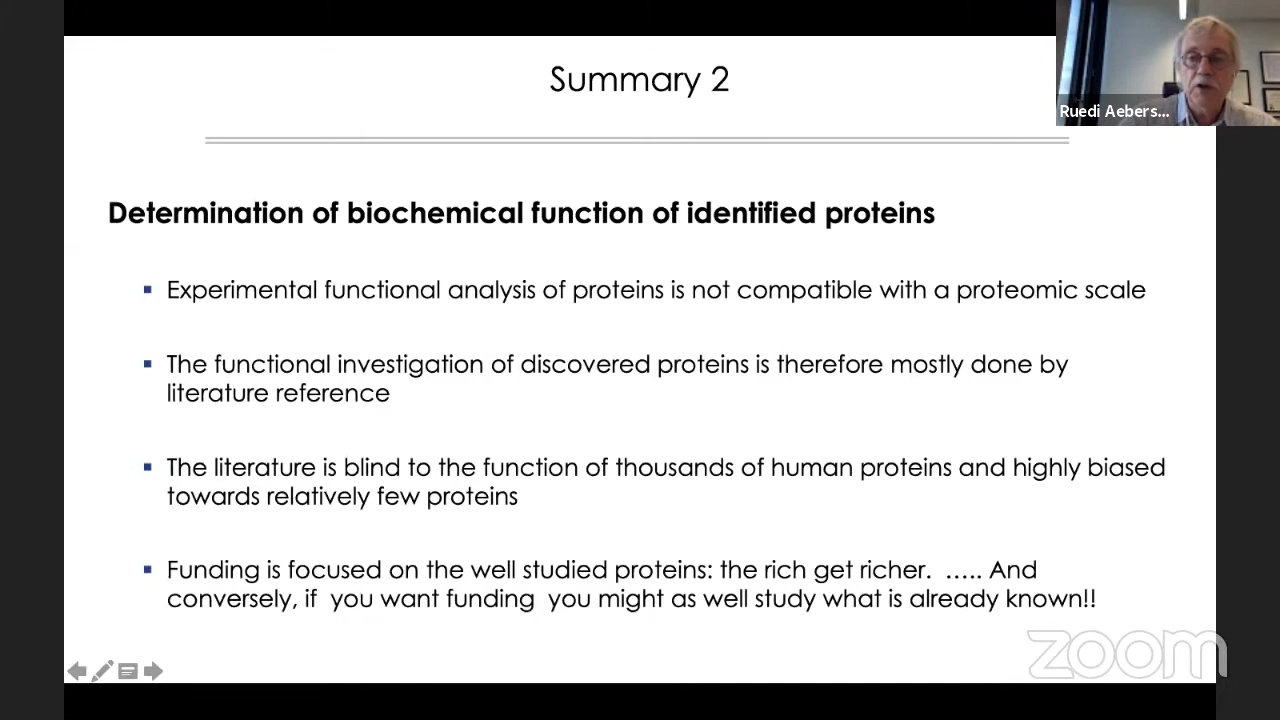 Summary 2
Ruedi Aebers...
Determination of biochemical function of identified proteins
▪ Experimental functional analysis of proteins is not compatible with a proteomic scale
▪ The functional investigation of discovered proteins is therefore mostly done by
literature reference
▪ The literature is blind to the function of thousands of human proteins and highly biased
towards relatively few proteins
▪ Funding is focused on the well studied proteins: the rich get richer.  ..... And
conversely, if  you want funding  you might as well study what is already known!!
zoom